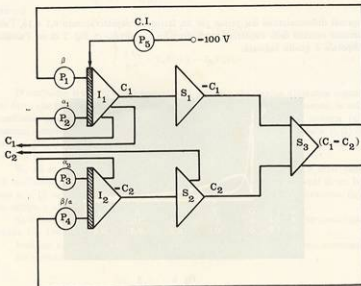 C.I.
P₅ -100 V
β
P₁ I₁ C₁ S₁ -C₁
α₁
P₂
C₁
C₂
S₃ (C₁-C₂)
α₂
P₃ I₂ -C₂ S₂ C₂
β/a
P₄